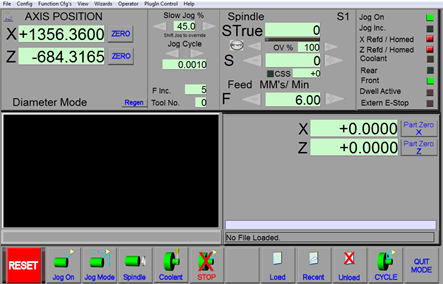 File Config Function Cfg's View Wizards Operator PlugIn Control Help
AXIS POSITION
X +1356.3600 ZERO
Z -684.3165 ZERO
Diameter Mode Regen
Slow Jog %
45.0
Shift Jog to override
Jog Cycle
0.0010
F Inc. 5
Tool No. 0
Spindle S1
STrue 0
OV % 100
S 0
CSS +0
Feed MM's/ Min
F 6.00
Jog On
Jog Inc.
X Refd / Homed
Z Refd / Homed
Coolant
Rear
Front
Dwell Active
Extern E-Stop
X +0.0000 Part Zero X
Z +0.0000 Part Zero Z
No File Loaded.
RESET
Jog On
Jog Mode
Spindle
Coolant
STOP
Load
Recent
Unload
CYCLE
QUIT MODE